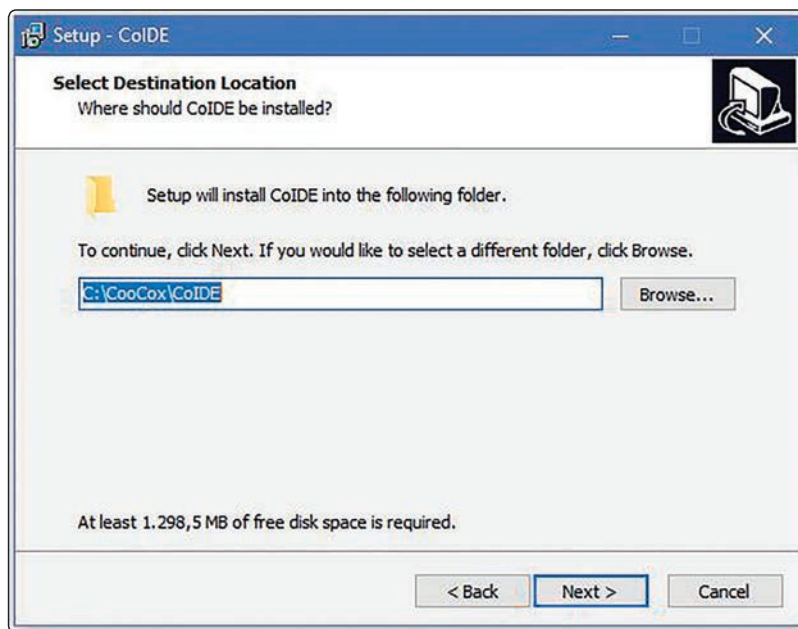 Setup - CoIDE
Select Destination Location
Where should CoIDE be installed?
Setup will install CoIDE into the following folder.
To continue, click Next. If you would like to select a different folder, click Browse.
C:\CooCox\CoIDE
Browse...
At least 1.298,5 MB of free disk space is required.
< Back
Next >
Cancel